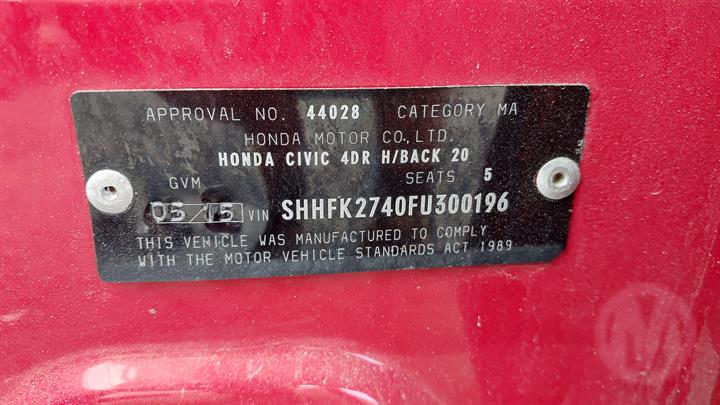 APPROVAL NO. 44028 CATEGORY MA
HONDA MOTOR CO., LTD.
HONDA CIVIC 4DR H/BACK 20
GVM SEATS 5
05/15 VIN SHHFK2740FU300196
THIS VEHICLE WAS MANUFACTURED TO COMPLY
WITH THE MOTOR VEHICLE STANDARDS ACT 1989
M